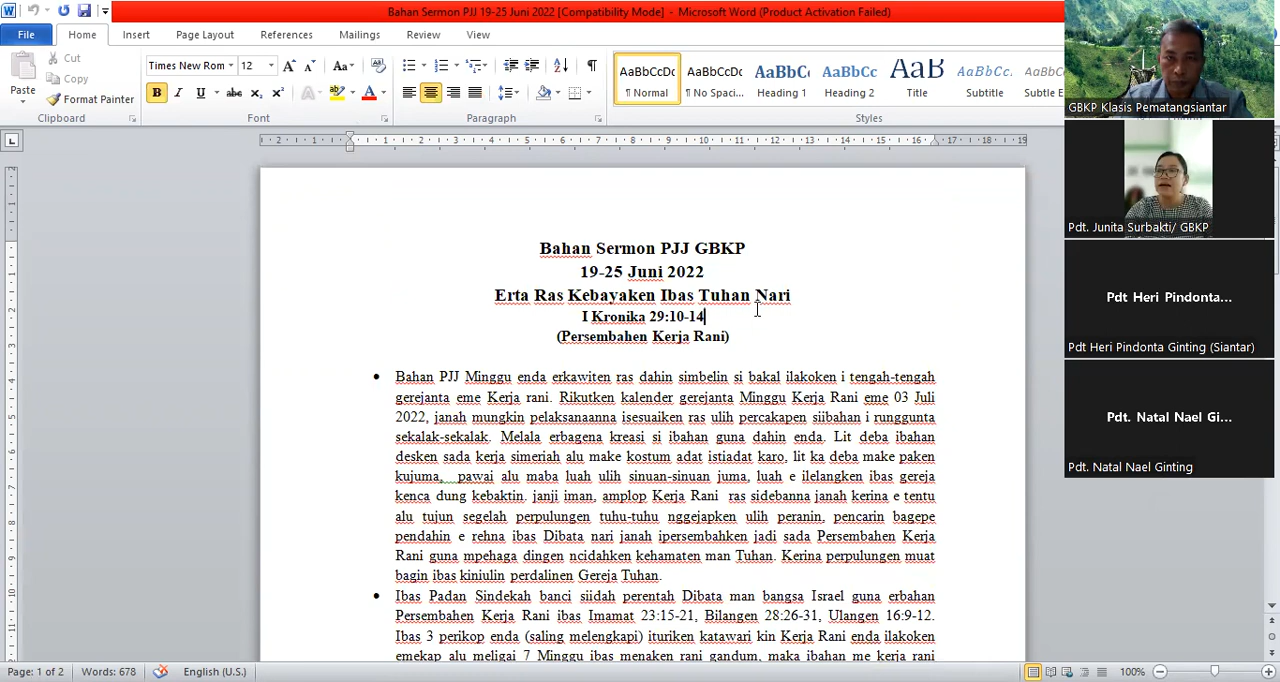 Bahan Sermon PJJ 19-25 Juni 2022 [Compatibility Mode] - Microsoft Word (Product Activation Failed)
File Home Insert Page Layout References Mailings Review View
Paste
Cut
Copy
Format Painter
Clipboard
Times New Rom 12
Font
Paragraph
AaBbCcDc AaBbCcDc AaBbCc AaBbCc AaB AaBbCc. AaBbCc
¶ Normal ¶ No Spaci... Heading 1 Heading 2 Title Subtitle Subtle E
Styles
GBKP Klasis Pematangsiantar
Pdt. Junita Surbakti/ GBKP
Pdt Heri Pindonta...
Pdt Heri Pindonta Ginting (Siantar)
Pdt. Natal Nael Gi...
Pdt. Natal Nael Ginting
Bahan Sermon PJJ GBKP
19-25 Juni 2022
Erta Ras Kebayaken Ibas Tuhan Nari
I Kronika 29:10-14
(Persembahen Kerja Rani)
• Bahan PJJ Minggu enda erkawiten ras dahin simbelin si bakal ilakoken i tengah-tengah
gerejanta eme Kerja rani. Rikutken kalender gerejanta Minggu Kerja Rani eme 03 Juli
2022, janah mungkin pelaksanaanna isesuaiken ras ulih percakapen siibahan i runggunta
sekalak-sekalak. Melala erbagena kreasi si ibahan guna dahin enda. Lit deba ibahan
desken sada kerja simeriah alu make kostum adat istiadat karo, lit ka deba make paken
kujuma, pawai alu maba luah ulih sinuan-sinuan juma, luah e ilelangken ibas gereja
kenca dung kebaktin. janji iman, amplop Kerja Rani ras sidebanna janah kerina e tentu
alu tujun segelah perpulungen tuhu-tuhu nggejapken ulih peranin, pencarin bagepe
pendahin e rehna ibas Dibata nari janah ipersembahken jadi sada Persembahen Kerja
Rani guna mpehaga dingen ncidahken kehamaten man Tuhan. Kerina perpulungen muat
bagin ibas kiniulin perdalinen Gereja Tuhan.
• Ibas Padan Sindekah banci siidah perentah Dibata man bangsa Israel guna erbahan
Persembahen Kerja Rani ibas Imamat 23:15-21, Bilangen 28:26-31, Ulangen 16:9-12.
Ibas 3 perikop enda (saling melengkapi) ituriken katawari kin Kerja Rani enda ilakoken
emekap alu meligai 7 Minggu ibas menaken rani gandum, maka ibahan me kerja rani
Page: 1 of 2 Words: 678 English (U.S.) 100%